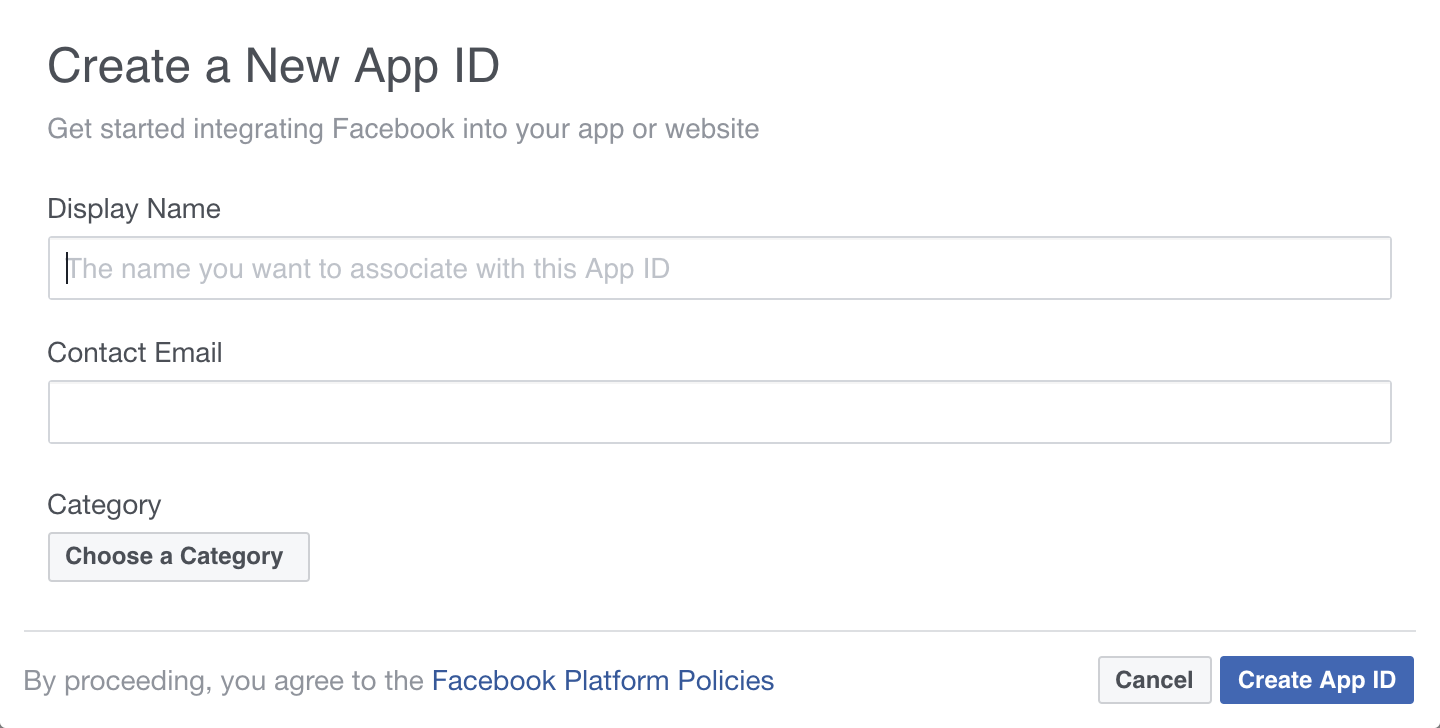 Create a New App ID
Get started integrating Facebook into your app or website
Display Name
The name you want to associate with this App ID
Contact Email
Category
Choose a Category
By proceeding, you agree to the Facebook Platform Policies
Cancel
Create App ID